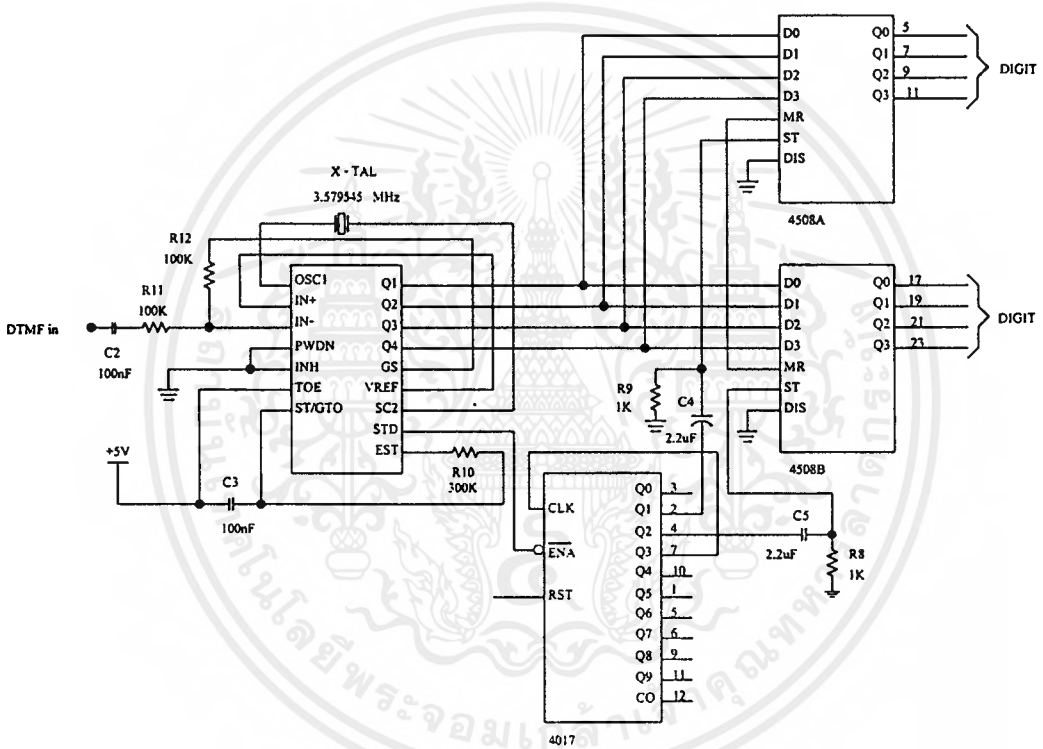 D0 Q0 5
D1 Q1 7
D2 Q2 9
D3 Q3 11
DIGIT
MR
ST
DIS
4508A
X - TAL
3.579545 MHz
R12
100K
R11
100K
DTMF in
C2
100nF
OSC1 Q1
IN+ Q2
IN- Q3
PWDN Q4
INH GS
TOE VREF
ST/GTO SC2
STD
EST
R10
300K
+5V
C3
100nF
D0 Q0 17
D1 Q1 19
D2 Q2 21
D3 Q3 23
DIGIT
MR
ST
DIS
4508B
R9
1K
C4
2.2uF
CLK
ENA
RST
Q0 3
Q1 2
Q2 4
Q3 7
Q4 10
Q5 1
Q6 5
Q7 6
Q8 9
Q9 11
CO 12
4017
C5
2.2uF
R8
1K